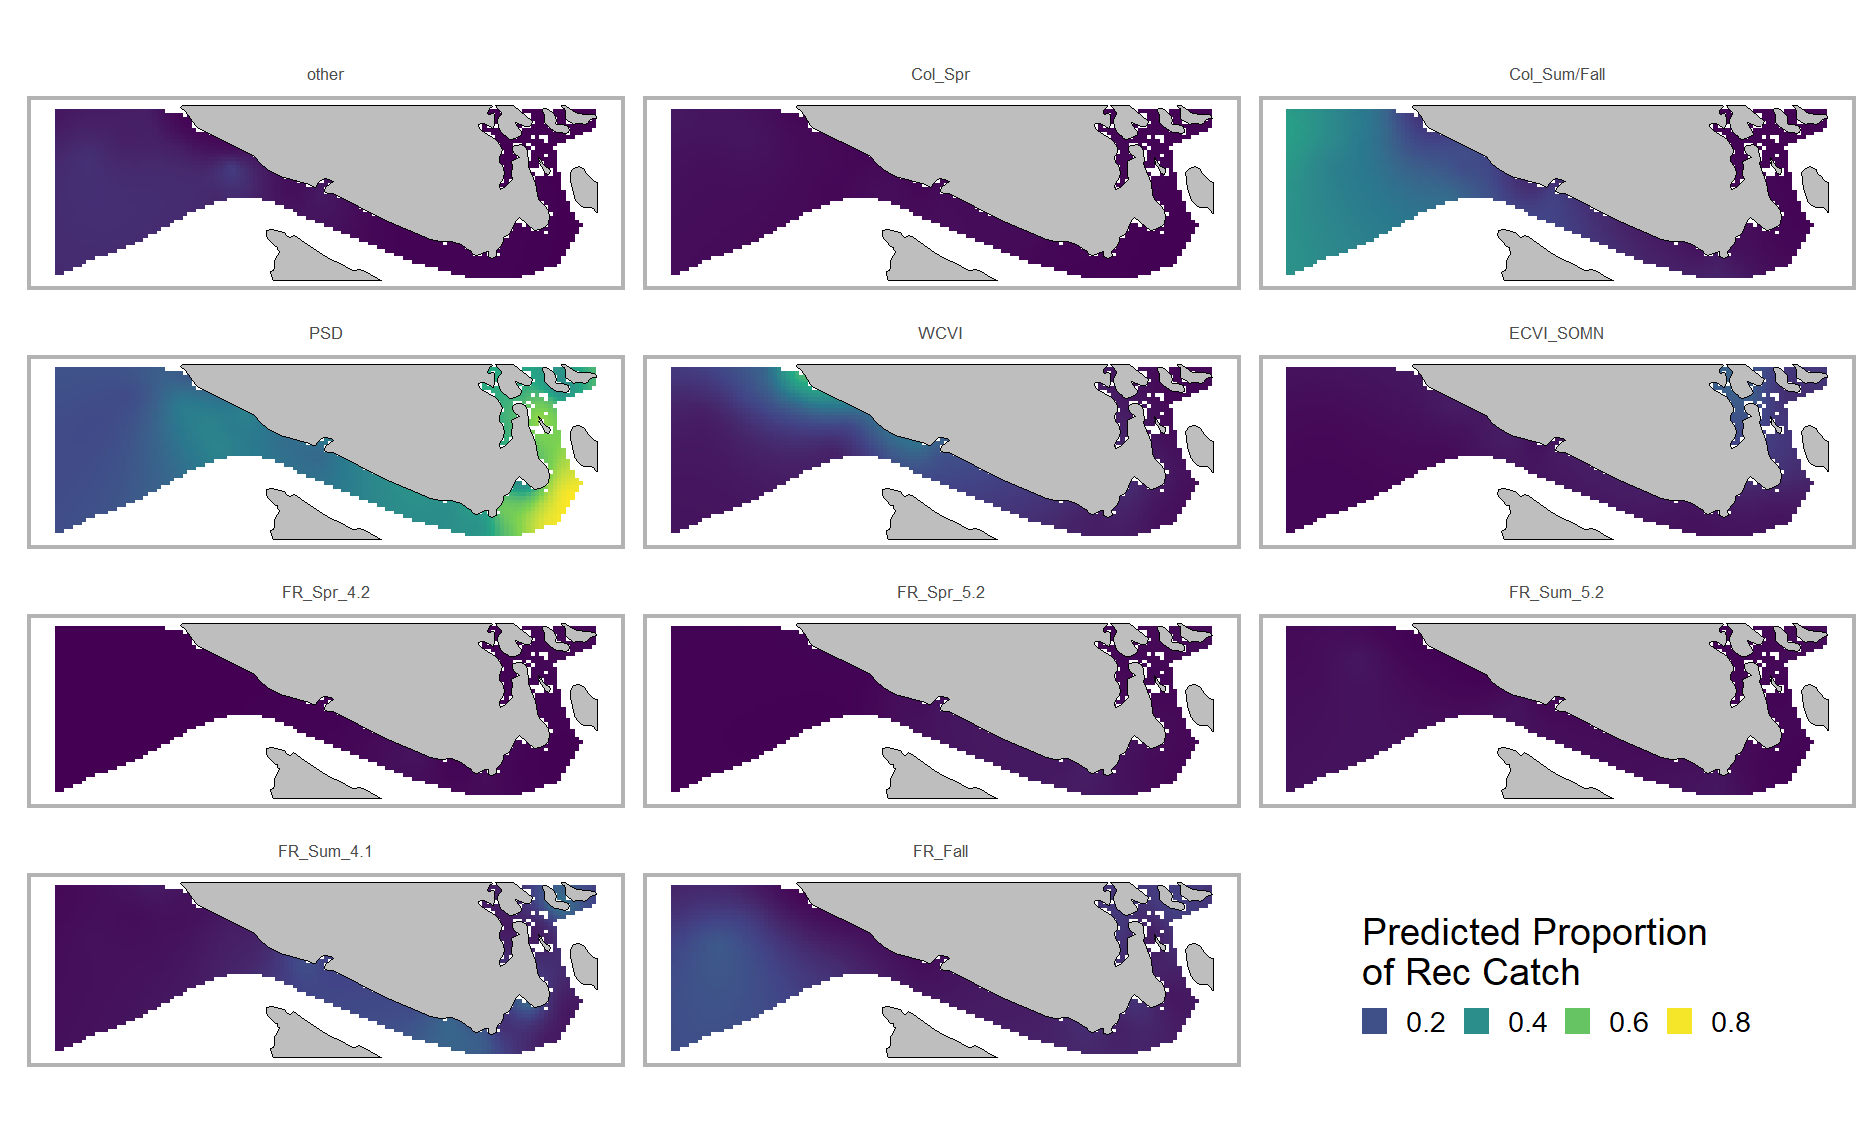 other
Col_Spr
Col_Sum/Fall
PSD
WCVI
ECVI_SOMN
FR_Spr_4.2
FR_Spr_5.2
FR_Sum_5.2
FR_Sum_4.1
FR_Fall
Predicted Proportion
of Rec Catch
0.2 0.4 0.6 0.8